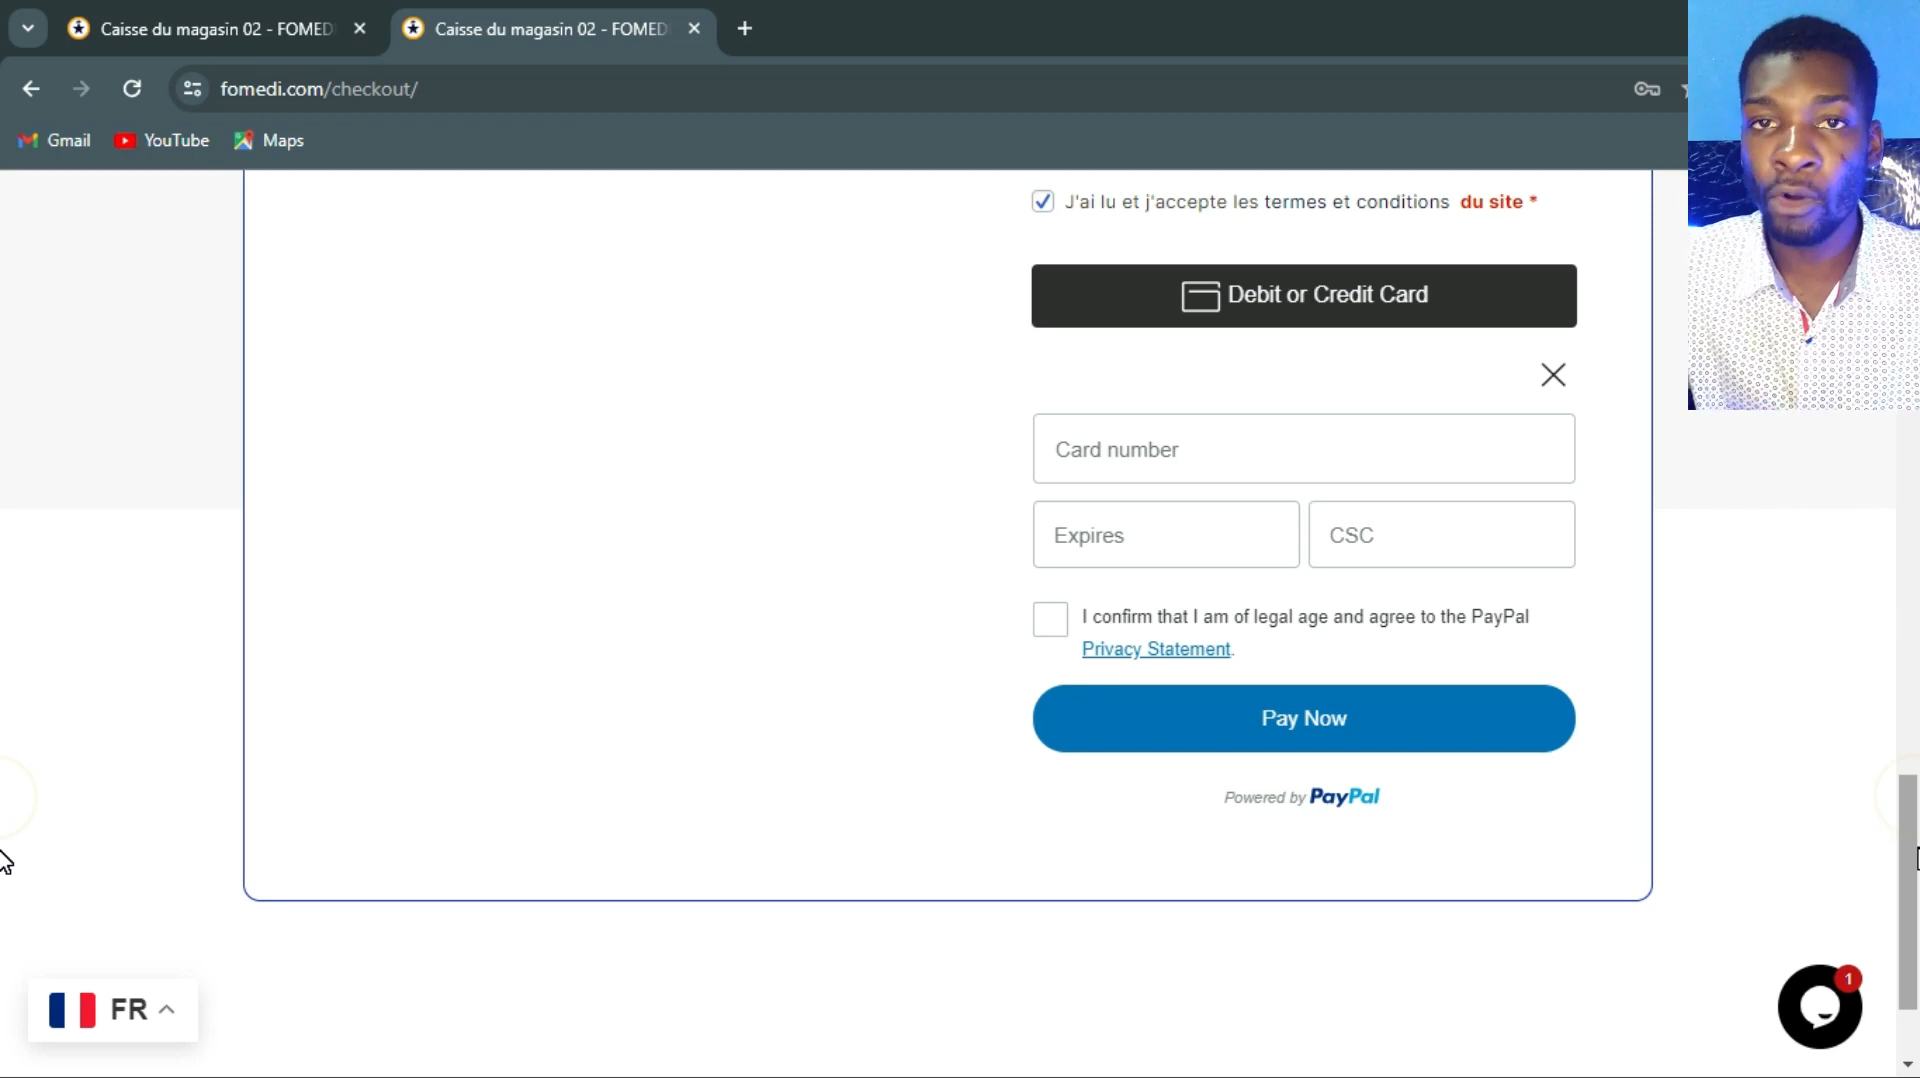 Caisse du magasin 02 - FOMED
Caisse du magasin 02 - FOMED
fomedi.com/checkout/
Gmail
YouTube
Maps
J'ai lu et j'accepte les termes et conditions du site *
Debit or Credit Card
Card number
Expires
CSC
I confirm that I am of legal age and agree to the PayPal
Privacy Statement.
Pay Now
Powered by PayPal
FR
1